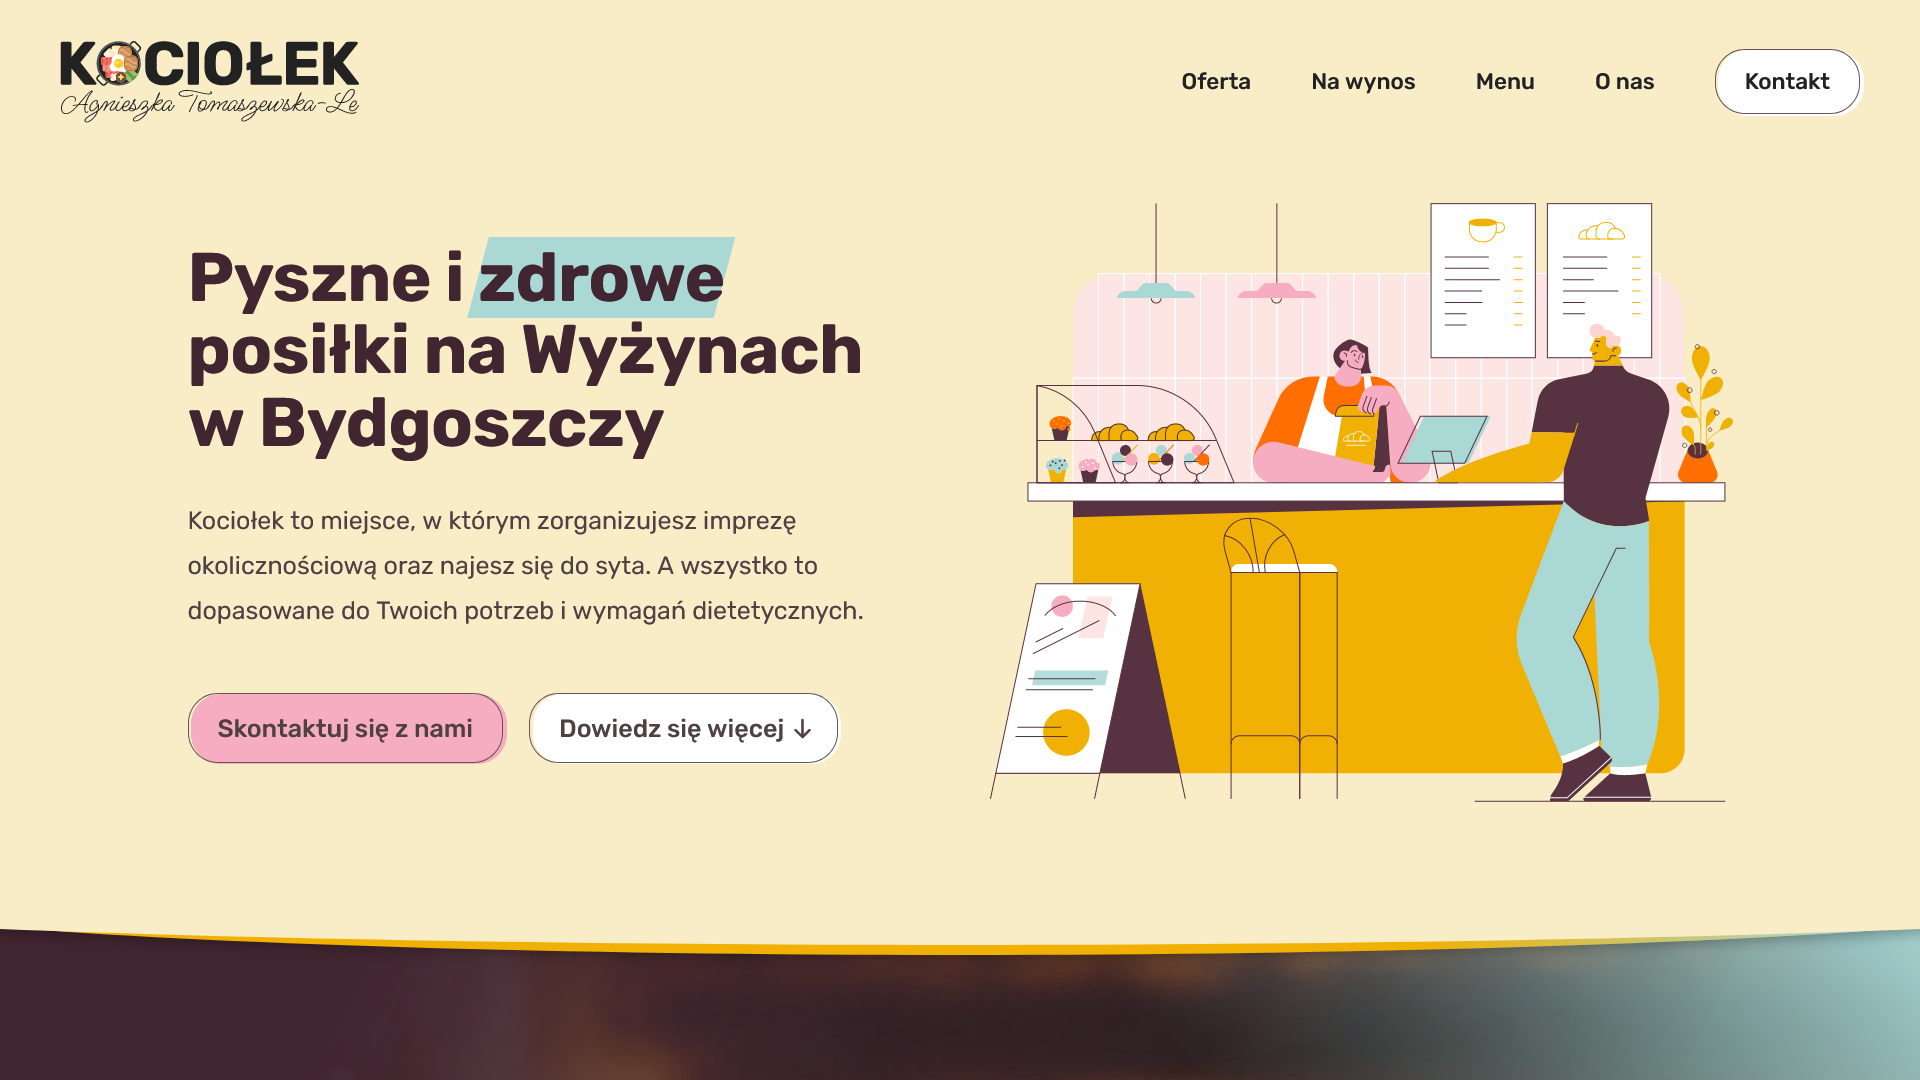 KOCIOŁEK
Agnieszka Tomaszewska-Le
Oferta
Na wynos
Menu
O nas
Kontakt
Pyszne i zdrowe
posiłki na Wyżynach
w Bydgoszczy
Kociołek to miejsce, w którym zorganizujesz imprezę
okolicznościową oraz najesz się do syta. A wszystko to
dopasowane do Twoich potrzeb i wymagań dietetycznych.
Skontaktuj się z nami
Dowiedz się więcej ↓